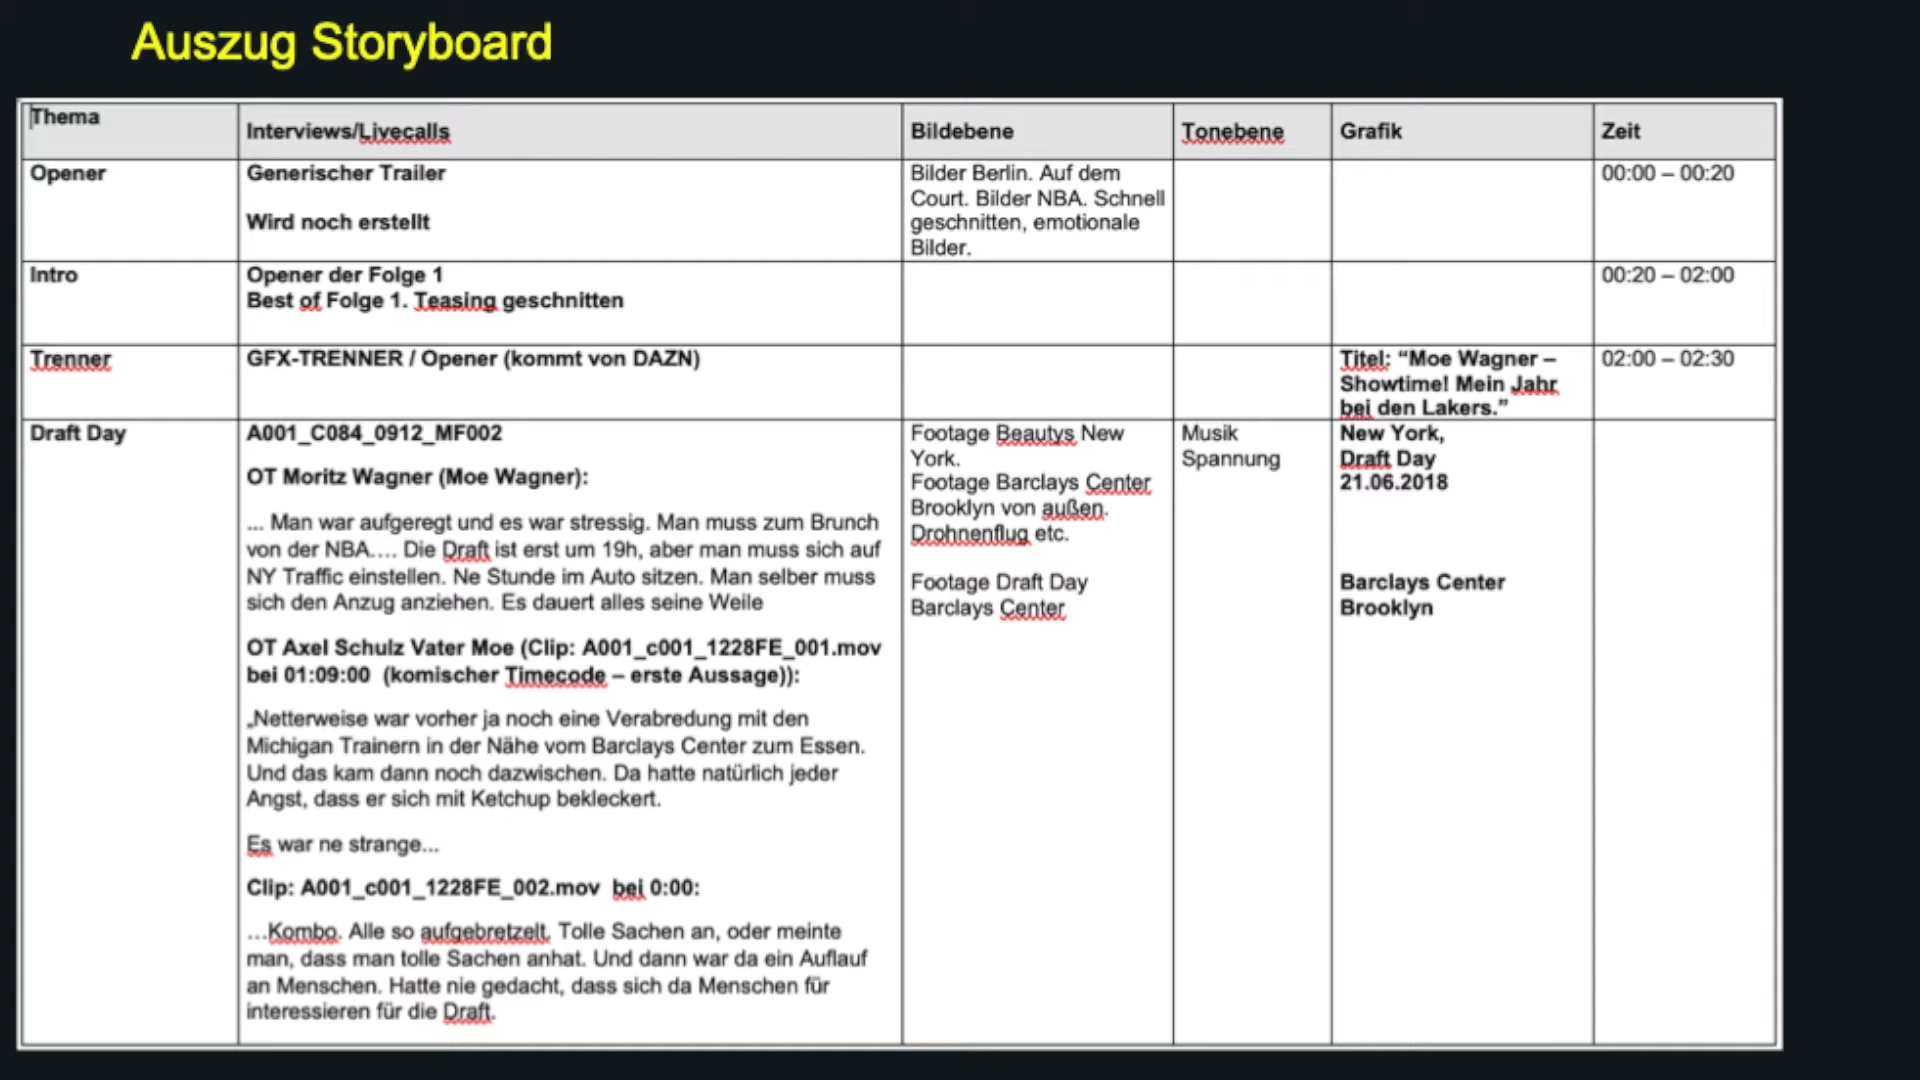 Auszug Storyboard
Thema
Interviews/Livecalls
Bildebene
Tonebene
Grafik
Zeit
Opener
Generischer Trailer
Wird noch erstellt
Bilder Berlin. Auf dem
Court. Bilder NBA. Schnell
geschnitten, emotionale
Bilder.
00:00 – 00:20
Intro
Opener der Folge 1
Best of Folge 1. Teasing geschnitten
00:20 – 02:00
Trenner
GFX-TRENNER / Opener (kommt von DAZN)
Titel: “Moe Wagner –
Showtime! Mein Jahr
bei den Lakers.”
02:00 – 02:30
Draft Day
A001_C084_0912_MF002
OT Moritz Wagner (Moe Wagner):
... Man war aufgeregt und es war stressig. Man muss zum Brunch
von der NBA…. Die Draft ist erst um 19h, aber man muss sich auf
NY Traffic einstellen. Ne Stunde im Auto sitzen. Man selber muss
sich den Anzug anziehen. Es dauert alles seine Weile
OT Axel Schulz Vater Moe (Clip: A001_c001_1228FE_001.mov
bei 01:09:00 (komischer Timecode – erste Aussage)):
„Netterweise war vorher ja noch eine Verabredung mit den
Michigan Trainern in der Nähe vom Barclays Center zum Essen.
Und das kam dann noch dazwischen. Da hatte natürlich jeder
Angst, dass er sich mit Ketchup bekleckert.
Es war ne strange...
Clip: A001_c001_1228FE_002.mov bei 0:00:
…Kombo. Alle so aufgebretzelt. Tolle Sachen an, oder meinte
man, dass man tolle Sachen anhat. Und dann war da ein Auflauf
an Menschen. Hatte nie gedacht, dass sich da Menschen für
interessieren für die Draft.
Footage Beautys New
York.
Footage Barclays Center
Brooklyn von außen.
Drohnenflug etc.
Footage Draft Day
Barclays Center
Musik
Spannung
New York,
Draft Day
21.06.2018
Barclays Center
Brooklyn